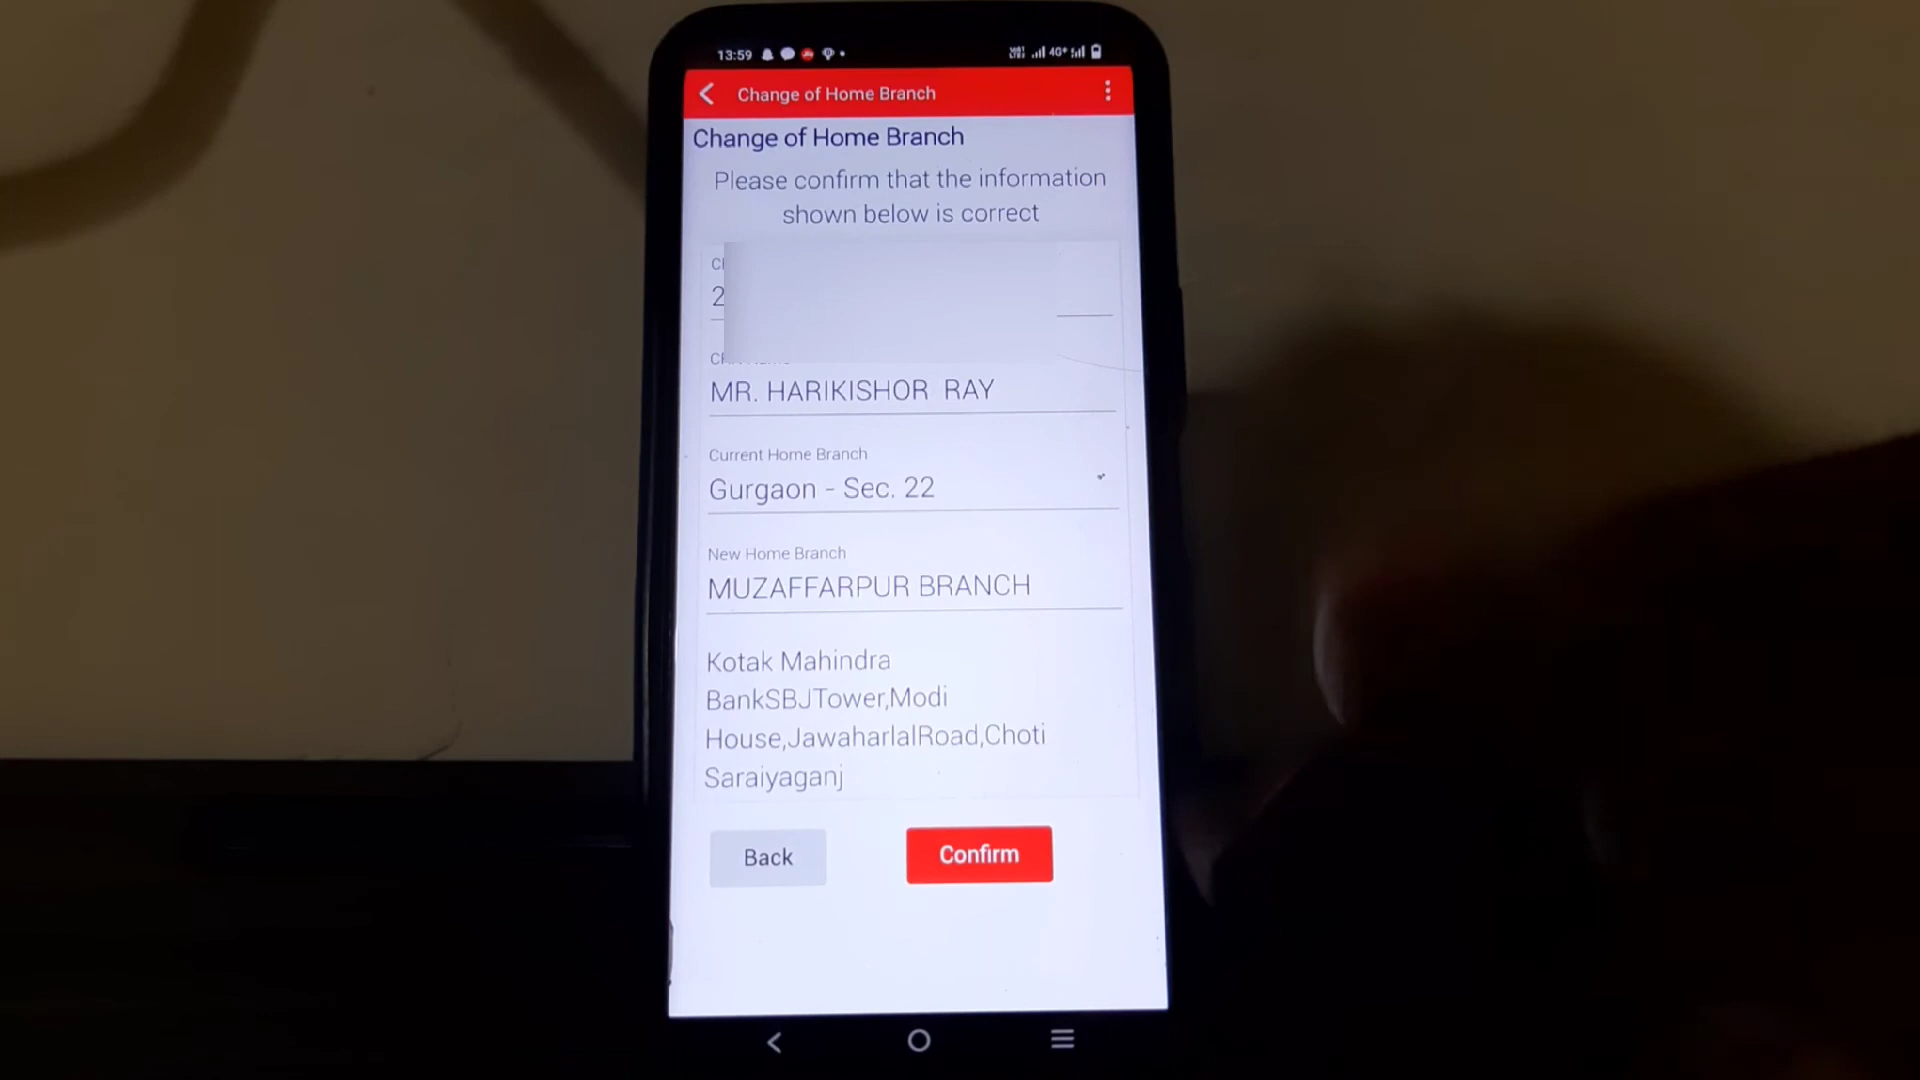 13:59
4G+
Change of Home Branch
Change of Home Branch
Please confirm that the information
shown below is correct
2
MR. HARIKISHOR RAY
Current Home Branch
Gurgaon - Sec. 22
New Home Branch
MUZAFFARPUR BRANCH
Kotak Mahindra
BankSBJTower,Modi
House,JawaharlalRoad,Choti
Saraiyaganj
Back
Confirm